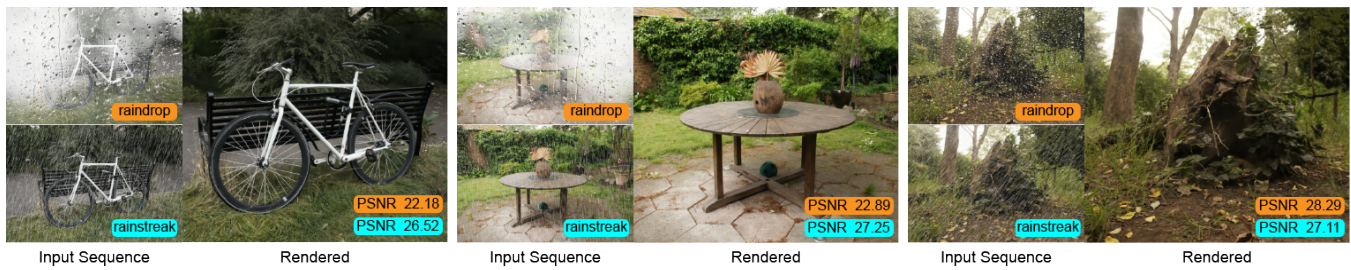 raindrop
rainstreak
PSNR 22.18
PSNR 26.52
Input Sequence
Rendered
raindrop
rainstreak
PSNR 22.89
PSNR 27.25
Input Sequence
Rendered
raindrop
rainstreak
PSNR 28.29
PSNR 27.11
Input Sequence
Rendered